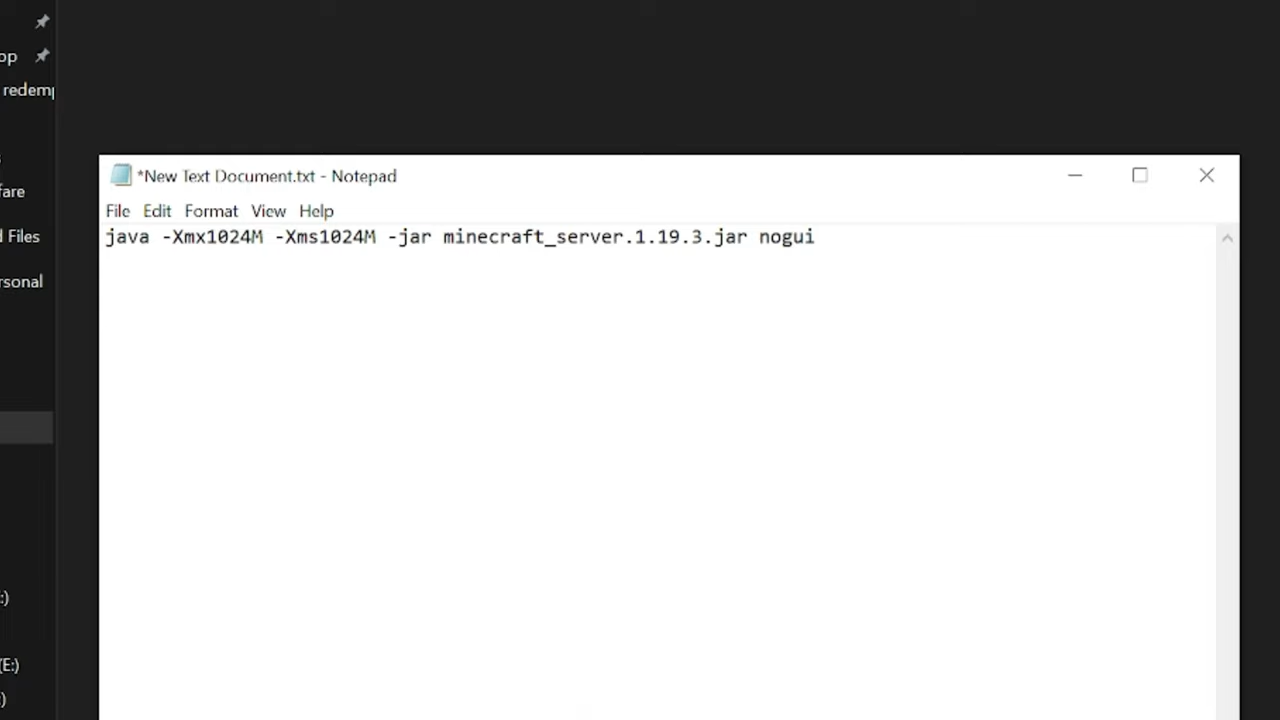 op
redemp
fare
d Files
rsonal
:)
(E:)
:)
*New Text Document.txt - Notepad
File Edit Format View Help
java -Xmx1024M -Xms1024M -jar minecraft_server.1.19.3.jar nogui